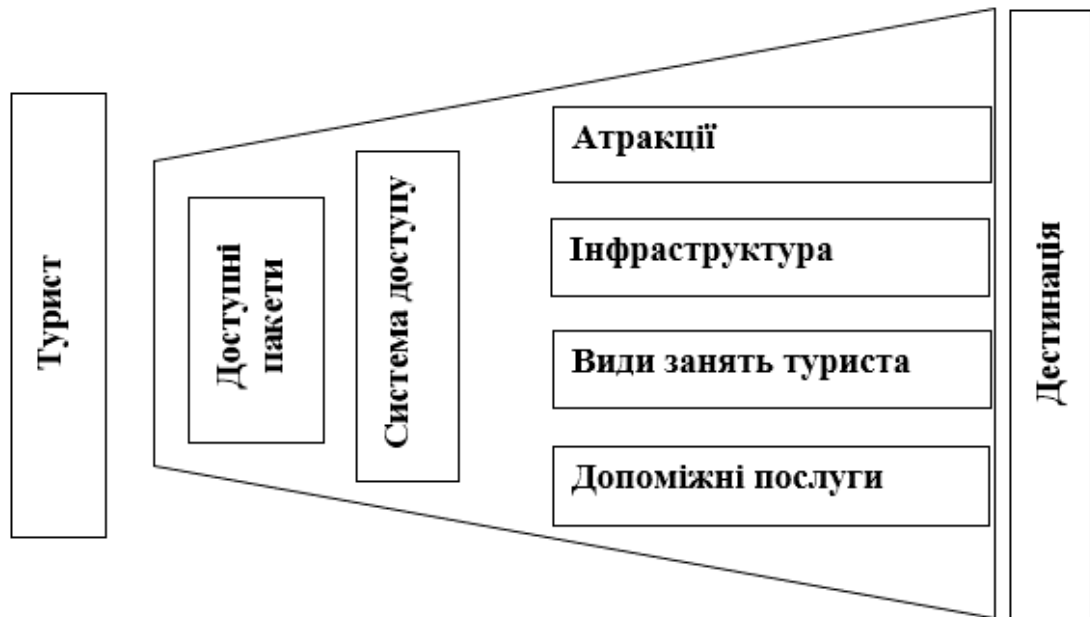 Турист
Доступні
пакети
Система доступу
Атракції
Інфраструктура
Види занять туриста
Допоміжні послуги
Дестинація